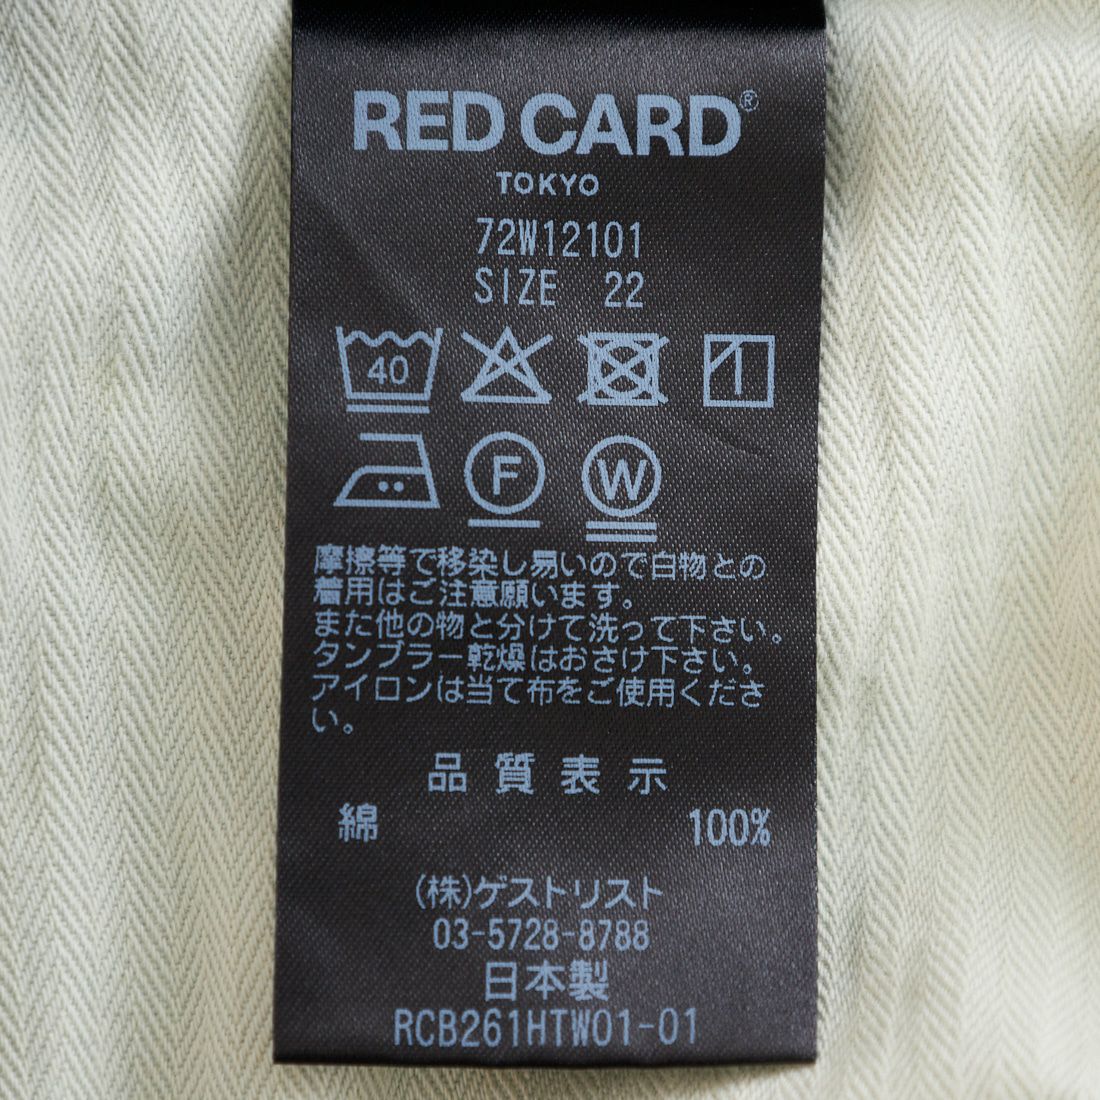 RED CARD®
TOKYO
72W12101
SIZE 22
40
F
W
摩擦等で移染し易いので白物との
着用はご注意願います。
また他の物と分けて洗って下さい。
タンブラー乾燥はおさけ下さい。
アイロンは当て布をご使用くださ
い。
品質表示
綿 100%
(株)ゲストリスト
03-5728-8788
日本製
RCB261HTW01-01